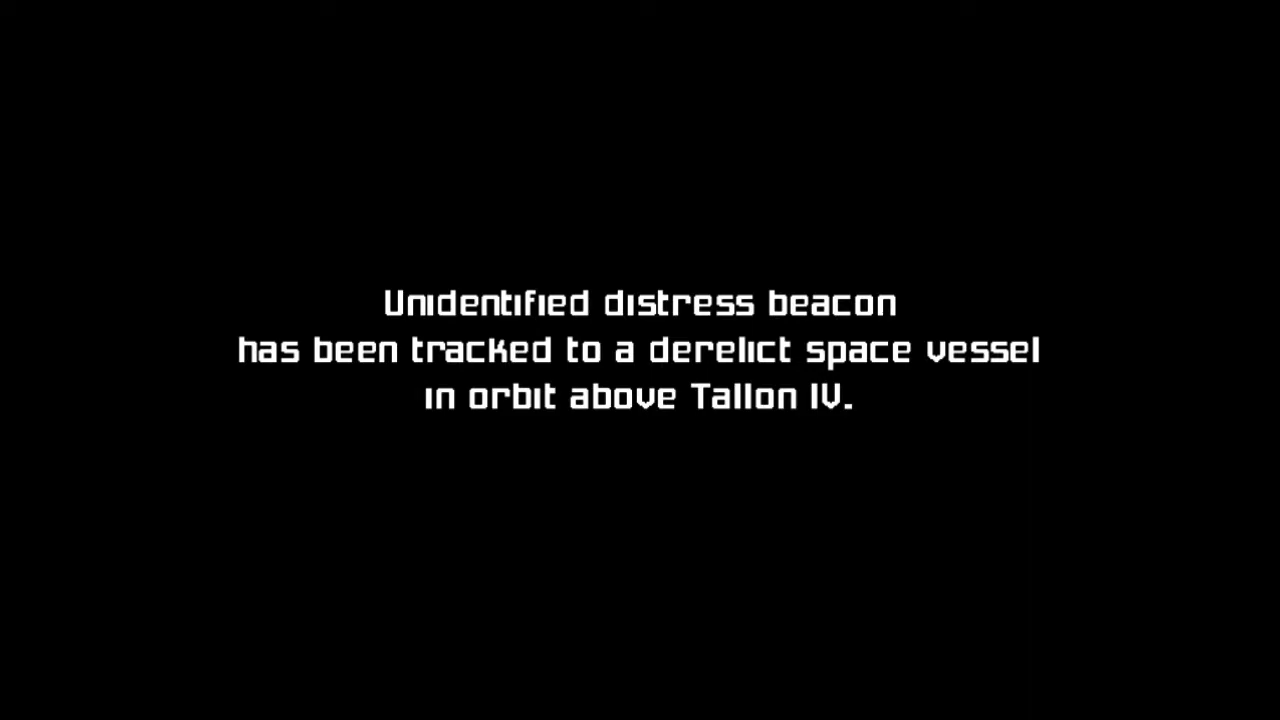 Unidentified distress beacon
has been tracked to a derelict space vessel
in orbit above Tallon IV.